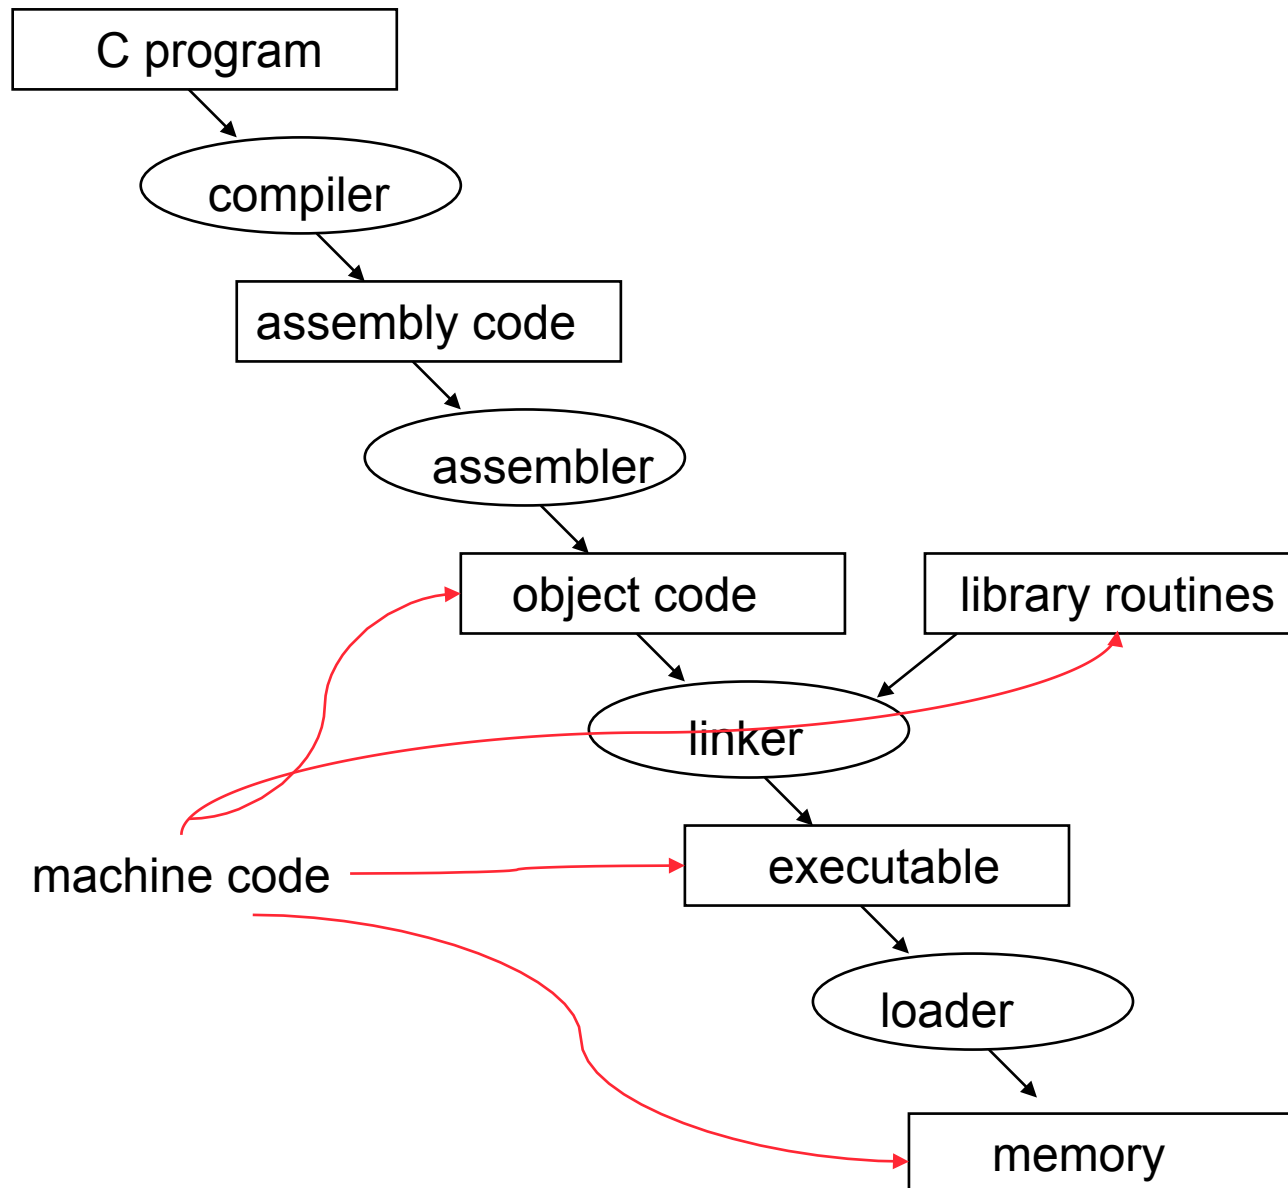 C program
compiler
assembly code
assembler
object code
library routines
linker
machine code
executable
loader
memory